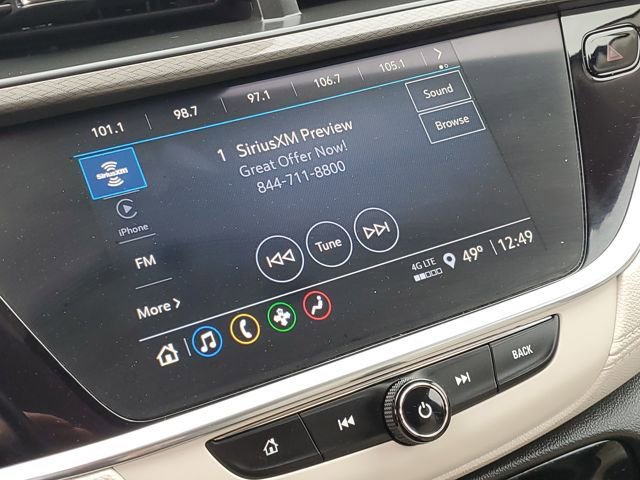 101.1 98.7 97.1 106.7 105.1
SiriusXM
1 SiriusXM Preview
Great Offer Now!
844-711-8800
Sound
Browse
iPhone
FM
More
Tune
4G LTE
49° 12:49
BACK